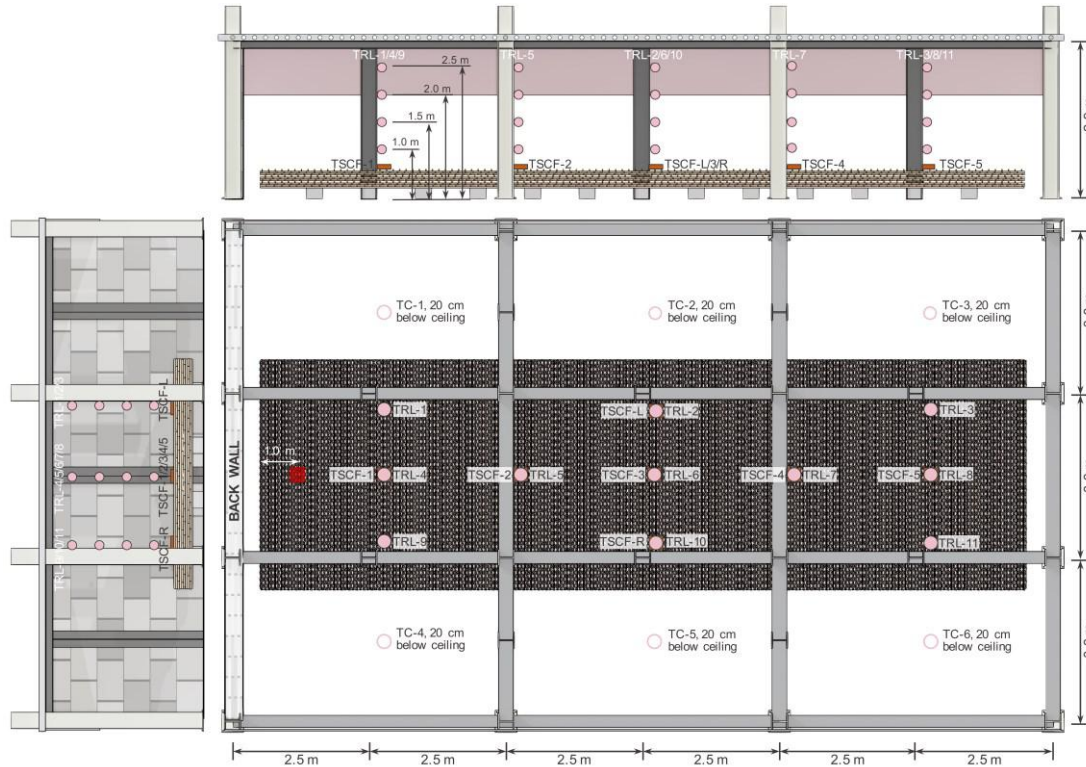 TRL-1/4/9
TRL-5
TRL-2/6/10
TRL-7
TRL-3/8/11
2.5 m
2.0 m
1.5 m
1.0 m
TSCF-1
TSCF-2
TSCF-L/3/R
TSCF-4
TSCF-5
TC-1, 20 cm
below ceiling
TC-2, 20 cm
below ceiling
TC-3, 20 cm
below ceiling
TSCF-L
TRL-4/5/6/7/8
TSCF-1/2/3/4/5
TSCF-R
BACK WALL
1.0 m
TRL-1
TSCF-L
TRL-2
TRL-3
TSCF-1
TRL-4
TSCF-2
TRL-5
TSCF-3
TRL-6
TSCF-4
TRL-7
TSCF-5
TRL-8
TRL-9
TSCF-R
TRL-10
TRL-11
TC-4, 20 cm
below ceiling
TC-5, 20 cm
below ceiling
TC-6, 20 cm
below ceiling
2.5 m
2.5 m
2.5 m
2.5 m
2.5 m
2.5 m